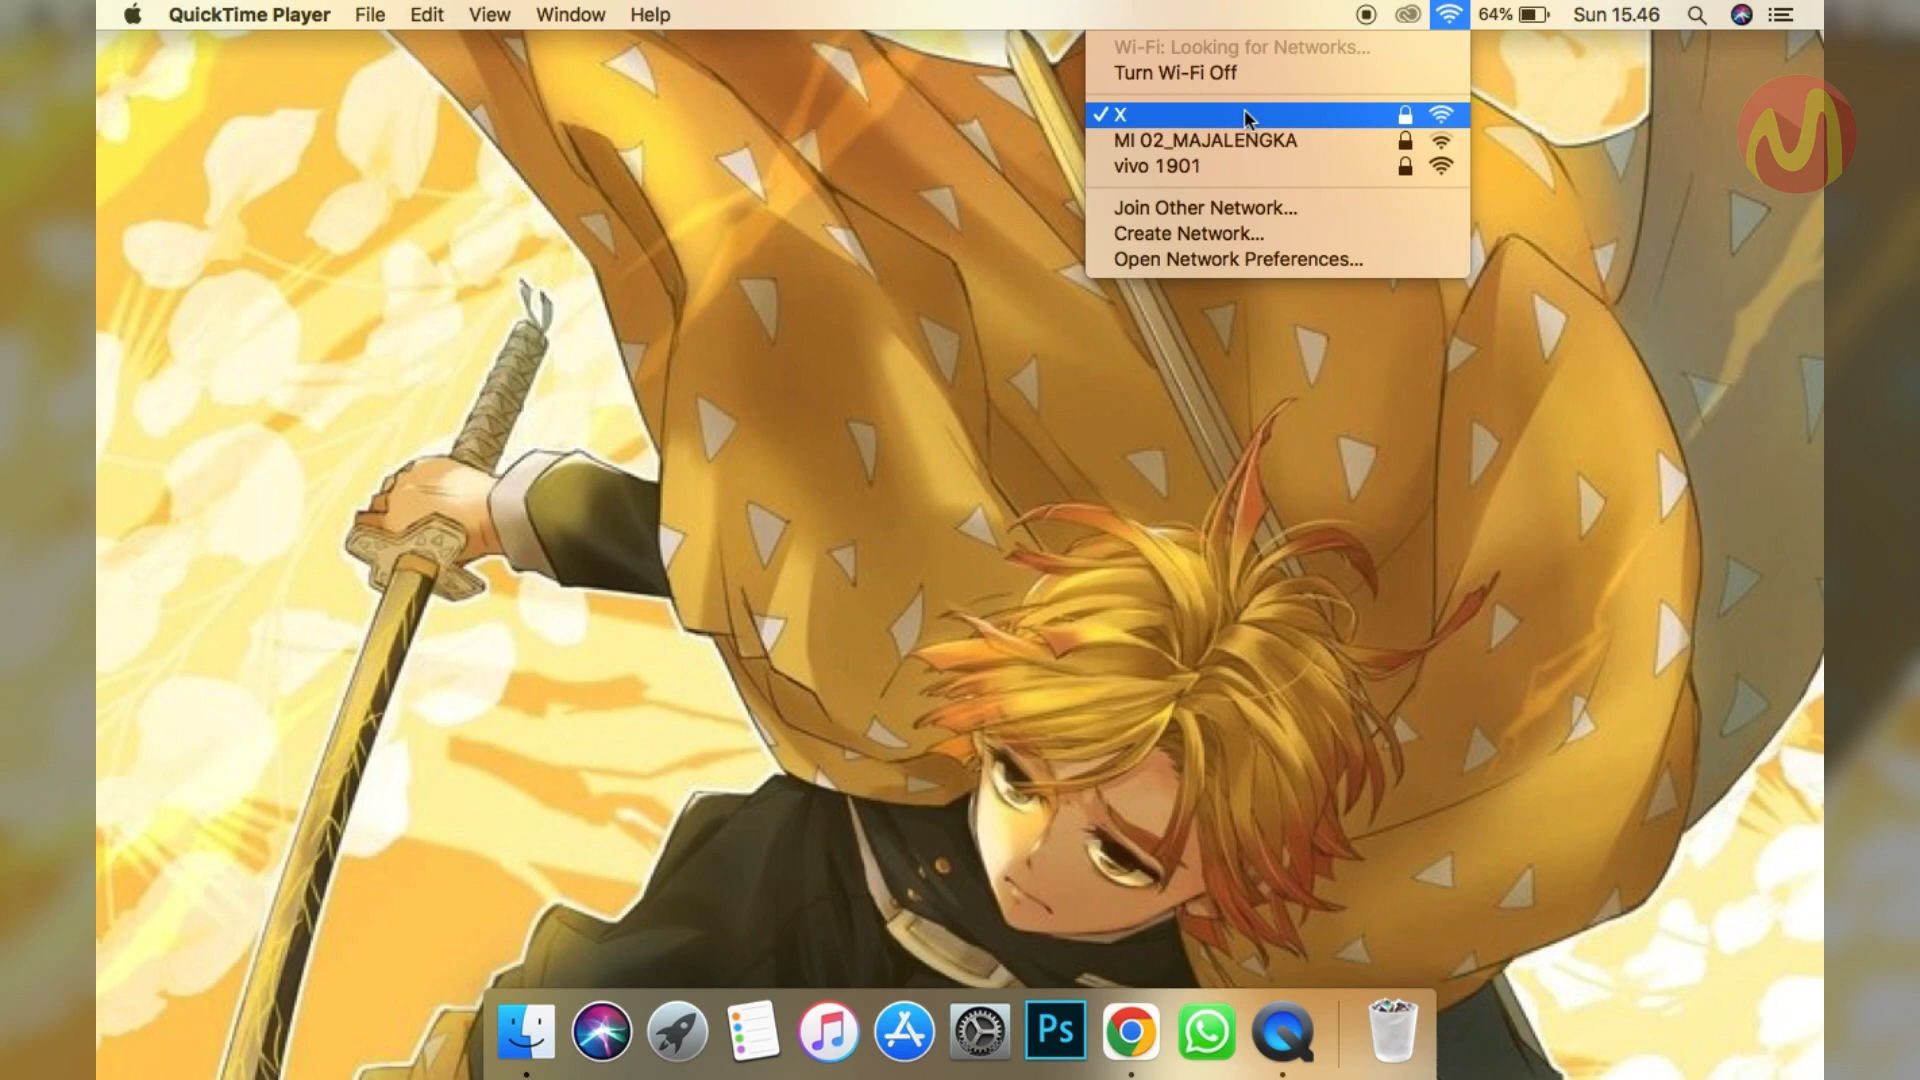 QuickTime Player File Edit View Window Help 64% Sun 15.46
Wi-Fi: Looking for Networks...
Turn Wi-Fi Off
✓ X
MI 02_MAJALENGKA
vivo 1901
Join Other Network...
Create Network...
Open Network Preferences...
Ps